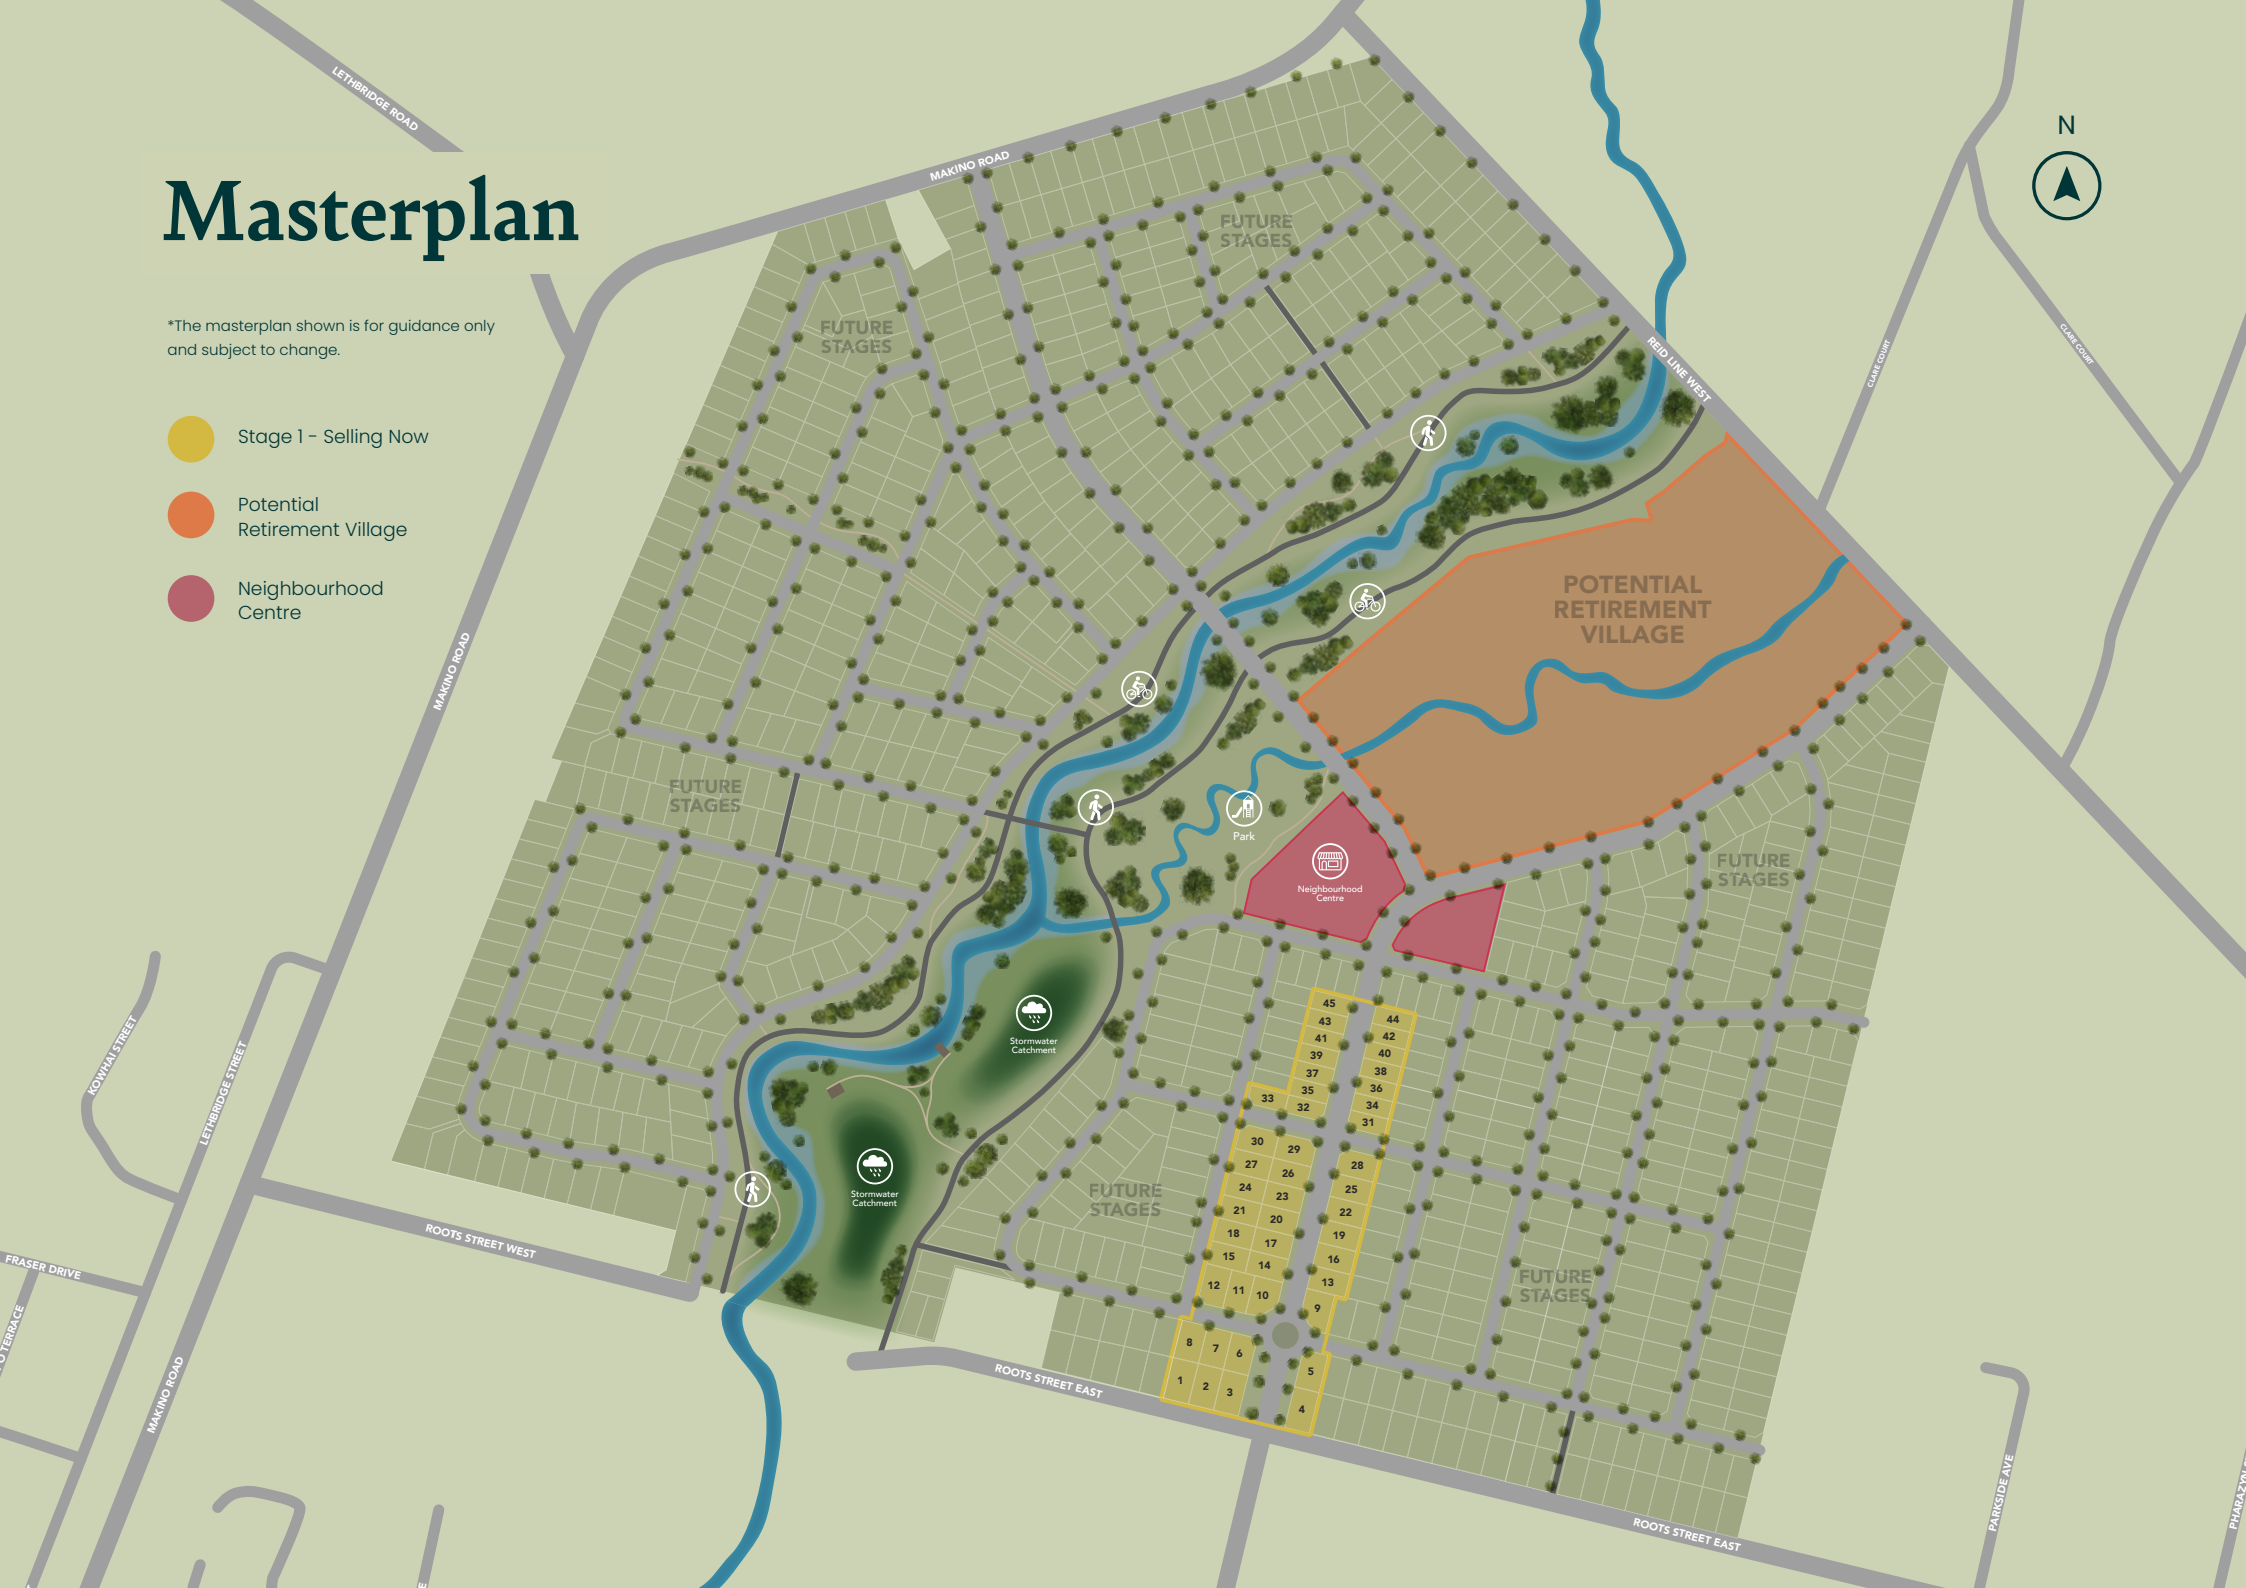 Masterplan
*The masterplan shown is for guidance only
and subject to change.
Stage 1 - Selling Now
Potential
Retirement Village
Neighbourhood
Centre
N
LETHBRIDGE ROAD
MAKINO ROAD
REID LINE WEST
CLARE COURT
CLARE COURT
FUTURE
STAGES
FUTURE
STAGES
POTENTIAL
RETIREMENT
VILLAGE
MAKINO ROAD
FUTURE
STAGES
Park
Neighbourhood
Centre
FUTURE
STAGES
Stormwater
Catchment
Stormwater
Catchment
FUTURE
STAGES
FUTURE
STAGES
KOWHAI STREET
LETHBRIDGE STREET
ROOTS STREET WEST
FRASER DRIVE
MAKINO ROAD
ROOTS STREET EAST
ROOTS STREET EAST
PARKSIDE AVE
45
44
43
42
41
40
39
38
37
36
35
34
33
32
31
30
29
28
27
26
25
24
23
22
21
20
19
18
17
16
15
14
13
12
11
10
9
8
7
6
5
4
3
2
1